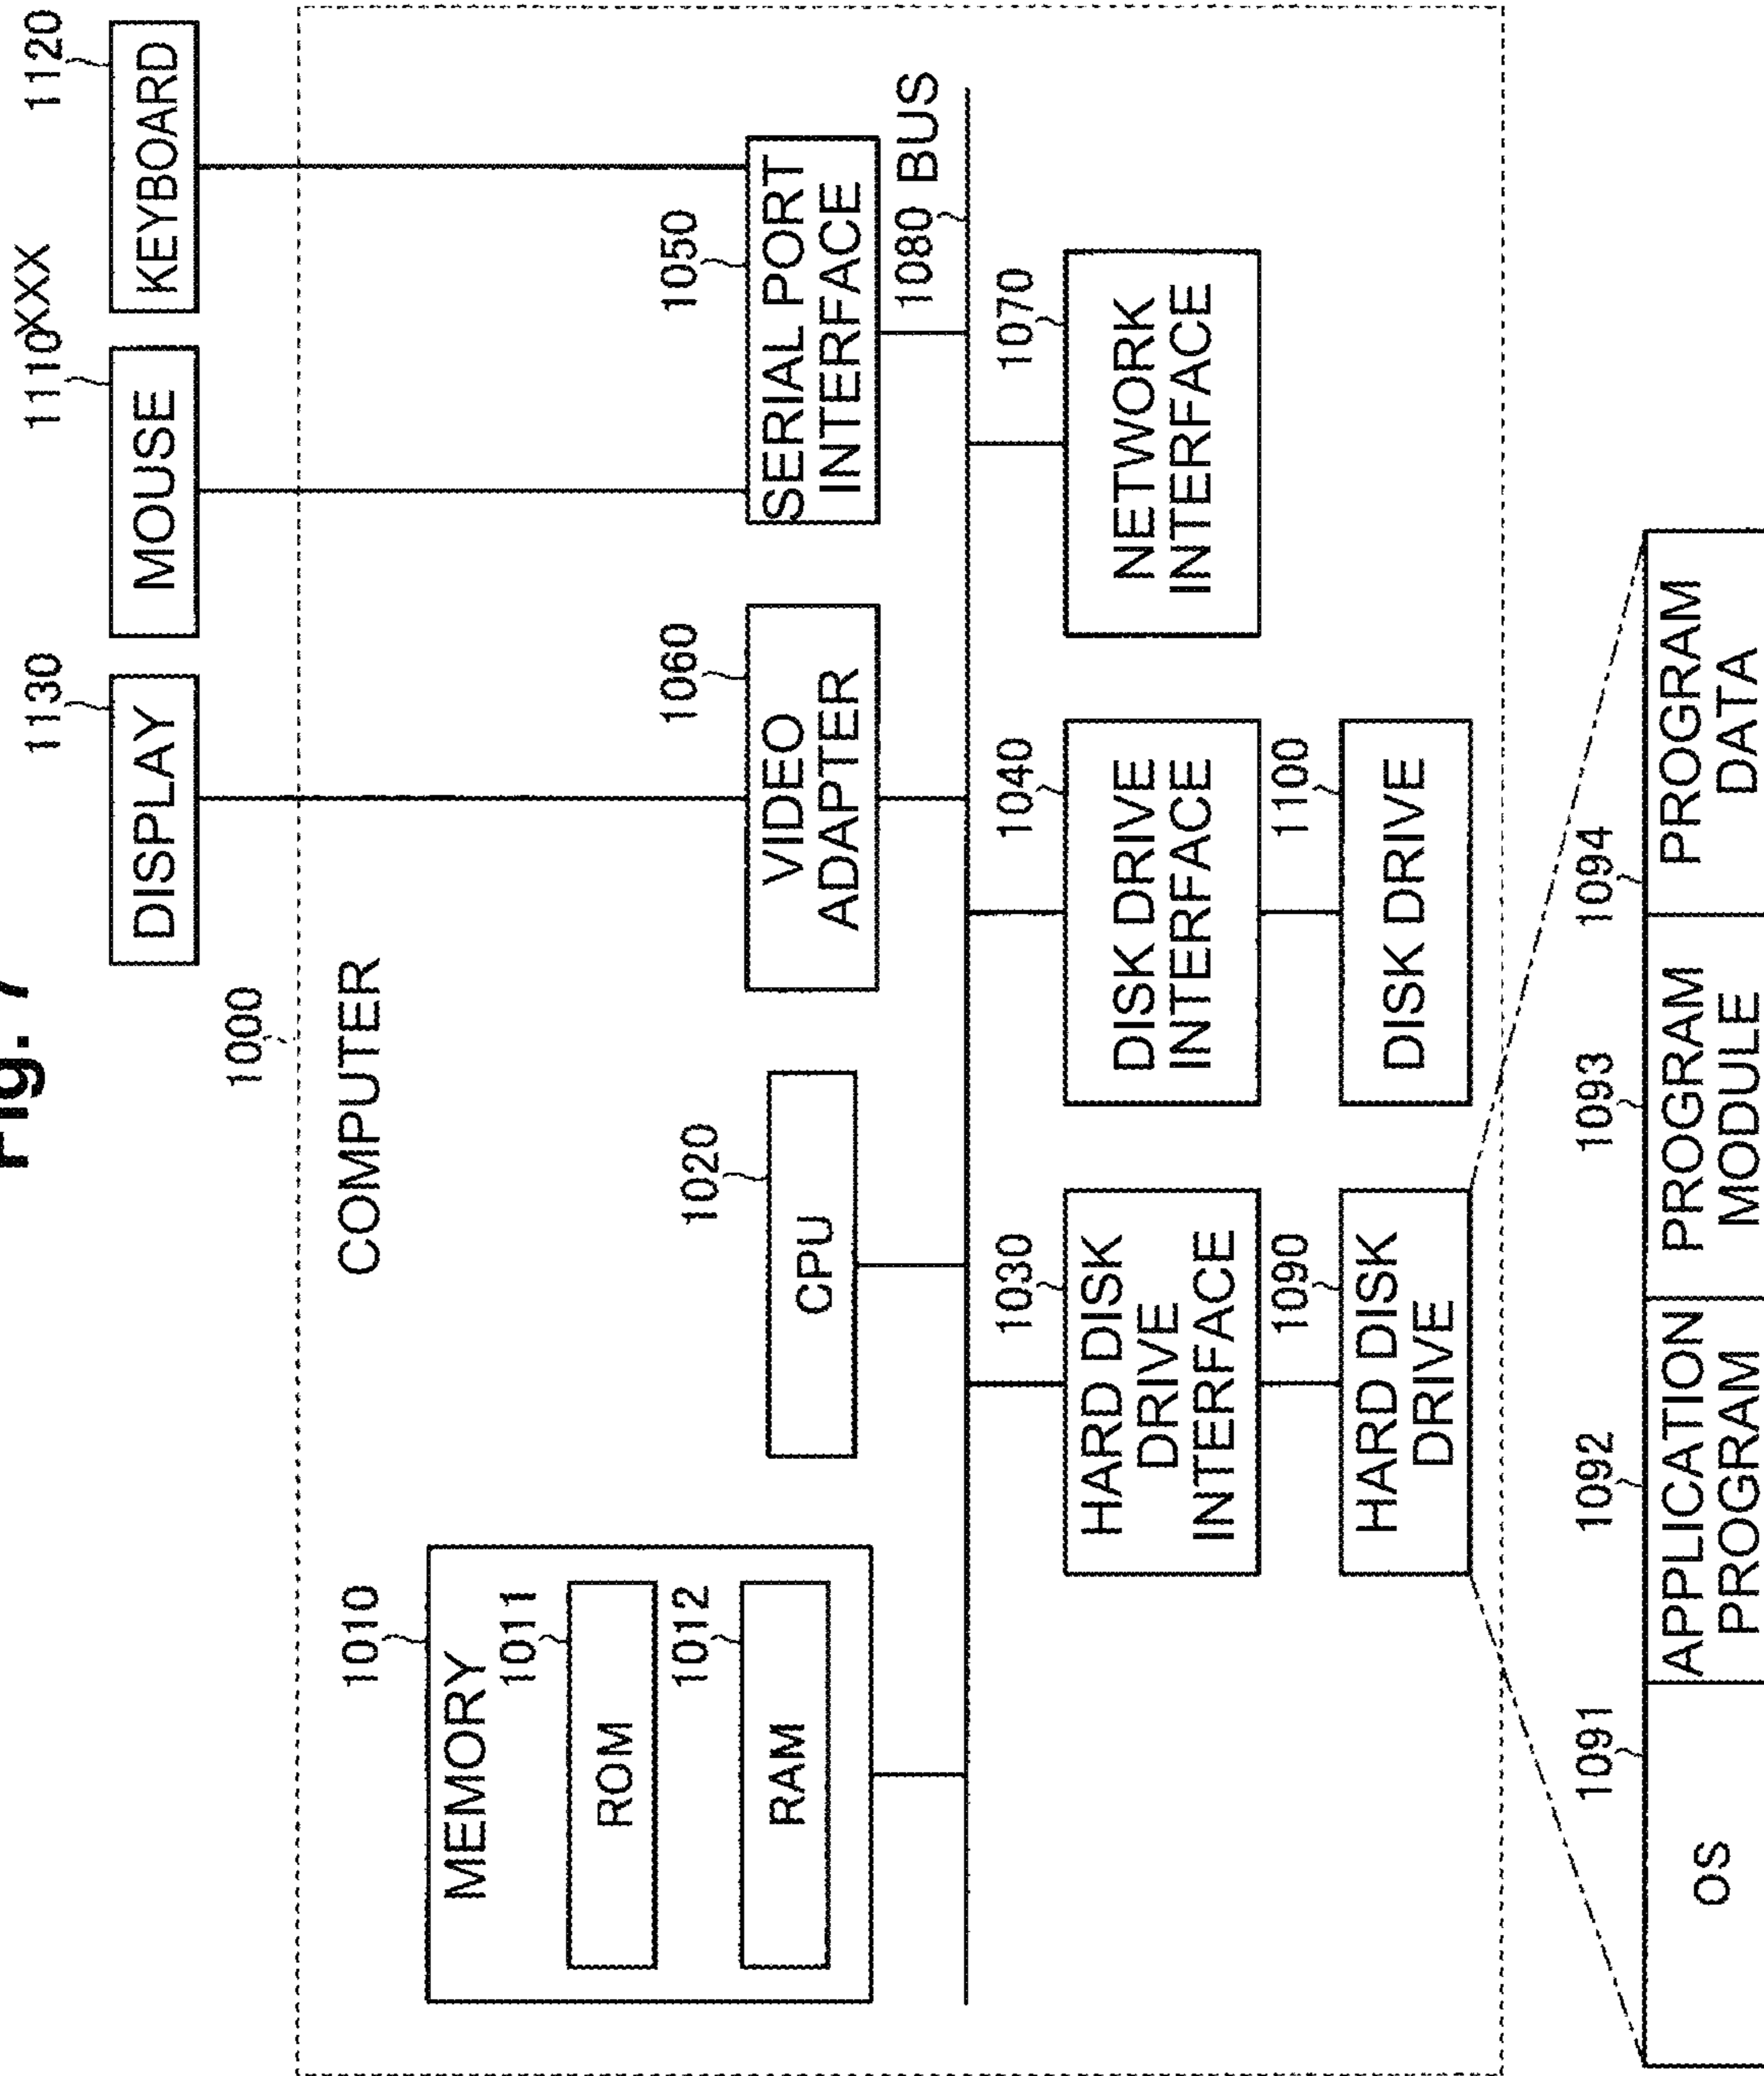 Fig. 7
1000
COMPUTER
1130
DISPLAY
1110
XXX
MOUSE
1120
KEYBOARD
1010
MEMORY
1011
ROM
1012
RAM
1020
CPU
1060
VIDEO
ADAPTER
1050
SERIAL PORT
INTERFACE
1080 BUS
1030
HARD DISK
DRIVE
INTERFACE
1040
DISK DRIVE
INTERFACE
1070
NETWORK
INTERFACE
1090
HARD DISK
DRIVE
1100
DISK DRIVE
1091
OS
1092
APPLICATION
PROGRAM
1093
PROGRAM
MODULE
1094
PROGRAM
DATA